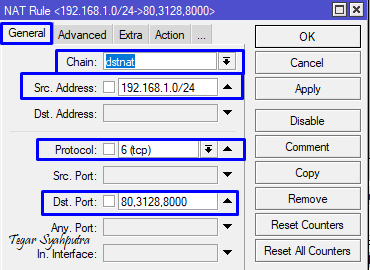 NAT Rule <192.168.1.0/24->80,3128,8000>
General Advanced Extra Action ...
Chain: dstnat
Src. Address: 192.168.1.0/24
Dst. Address:
Protocol: 6 (tcp)
Src. Port:
Dst. Port: 80,3128,8000
Any. Port:
In. Interface:
Tegar Syahputra
OK
Cancel
Apply
Disable
Comment
Copy
Remove
Reset Counters
Reset All Counters